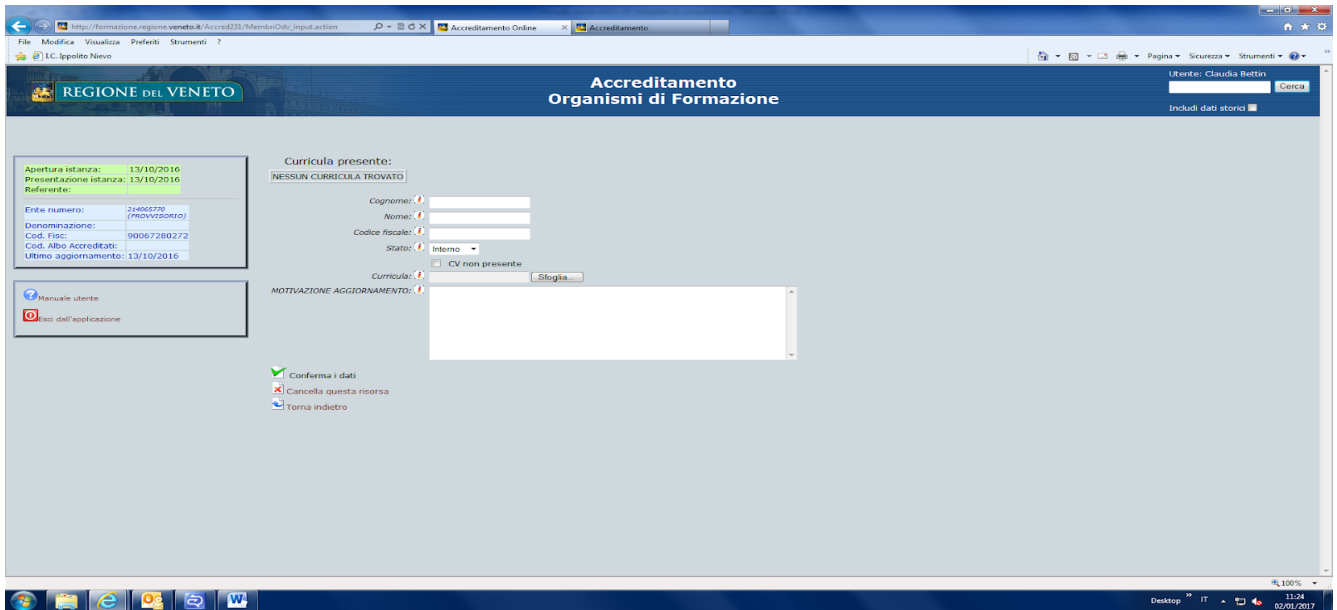 http://formazione.regione.veneto.it/Accred231/MembriOdv_input.action
Accreditamento Online
Accreditamento
File Modifica Visualizza Preferiti Strumenti ?
I.C. Ippolito Nievo
Pagina Sicurezza Strumenti
REGIONE DEL VENETO
Accreditamento
Organismi di Formazione
Utente: Claudia Bettin
Cerca
Includi dati storici
Apertura istanza: 13/10/2016
Presentazione istanza: 13/10/2016
Referente:
Ente numero: 214065770
(PROVVISORIO)
Denominazione:
Cod. Fisc: 90067280272
Cod. Albo Accreditati:
Ultimo aggiornamento: 13/10/2016
Manuale utente
Esci dall'applicazione
Curricula presente:
NESSUN CURRICULA TROVATO
Cognome:
Nome:
Codice fiscale:
Stato: Interno
CV non presente
Curricula: Sfoglia...
MOTIVAZIONE AGGIORNAMENTO:
Conferma i dati
Cancella questa risorsa
Torna indietro
100%
Desktop IT 11:24
02/01/2017